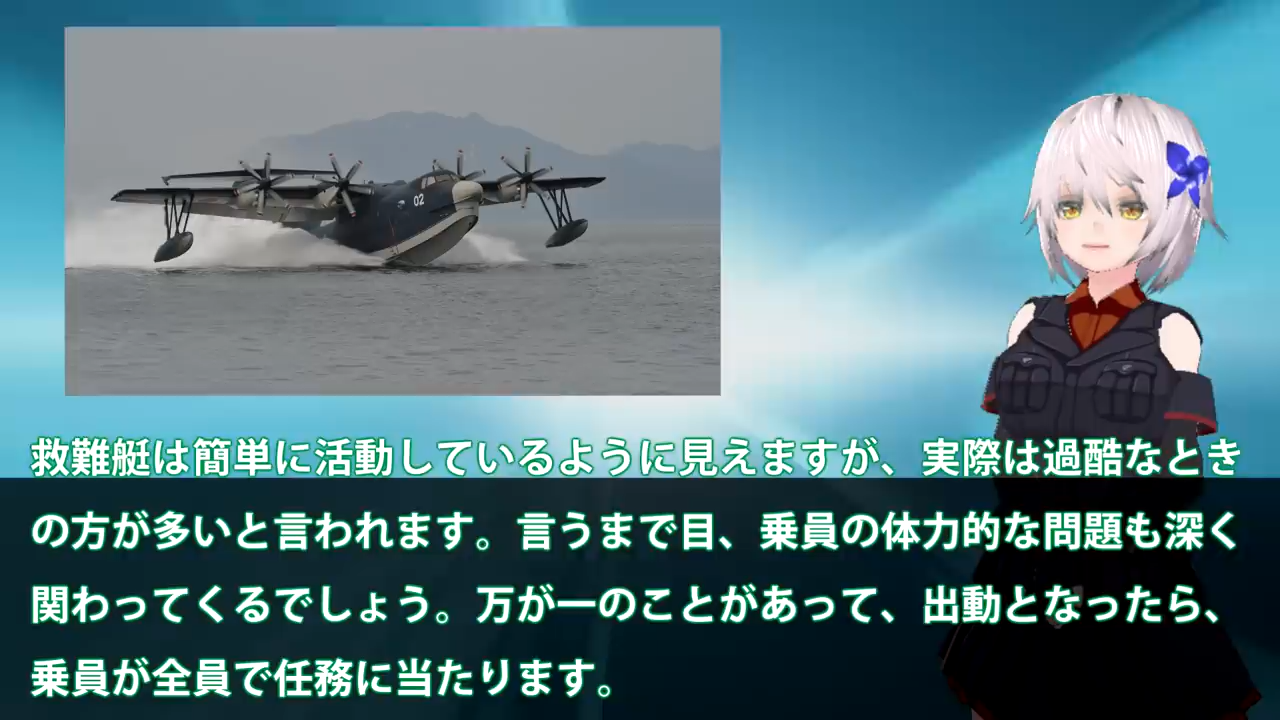 02
救難艇は簡単に活動しているように見えますが、実際は過酷なとき
の方が多いと言われます。言うまで目、乗員の体力的な問題も深く
関わってくるでしょう。万が一のことがあって、出動となったら、
乗員が全員で任務に当たります。